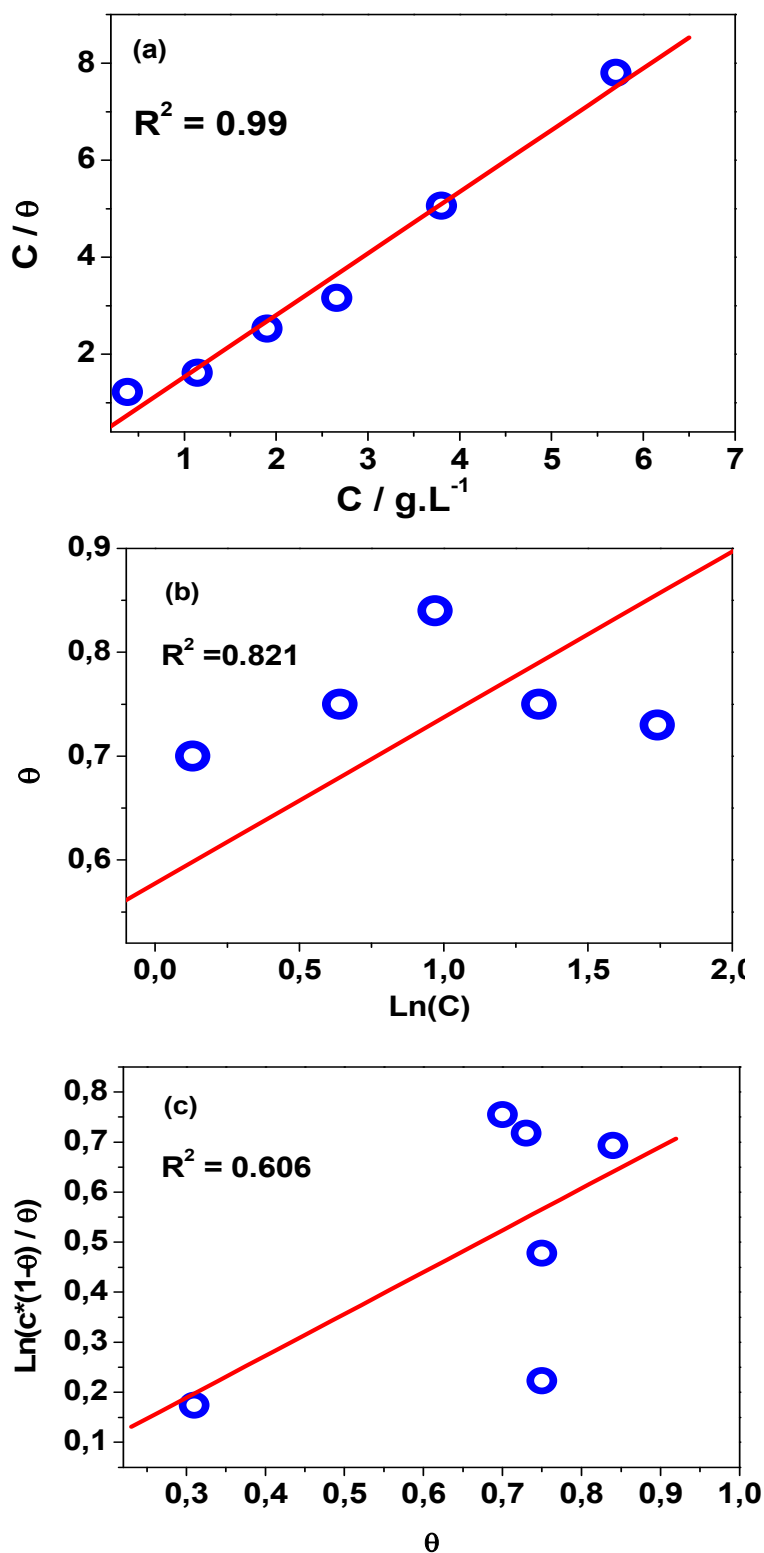 (a)
R² = 0.99
8
6
4
2
C / θ
1 2 3 4 5 6 7
C / g.L⁻¹
0,9
(b)
R² =0.821
0,8
0,7
0,6
θ
0,0 0,5 1,0 1,5 2,0
Ln(C)
0,8
(c)
R² = 0.606
0,7
0,6
0,5
0,4
0,3
0,2
0,1
Ln(c*(1-θ) / θ)
0,3 0,4 0,5 0,6 0,7 0,8 0,9 1,0
θ